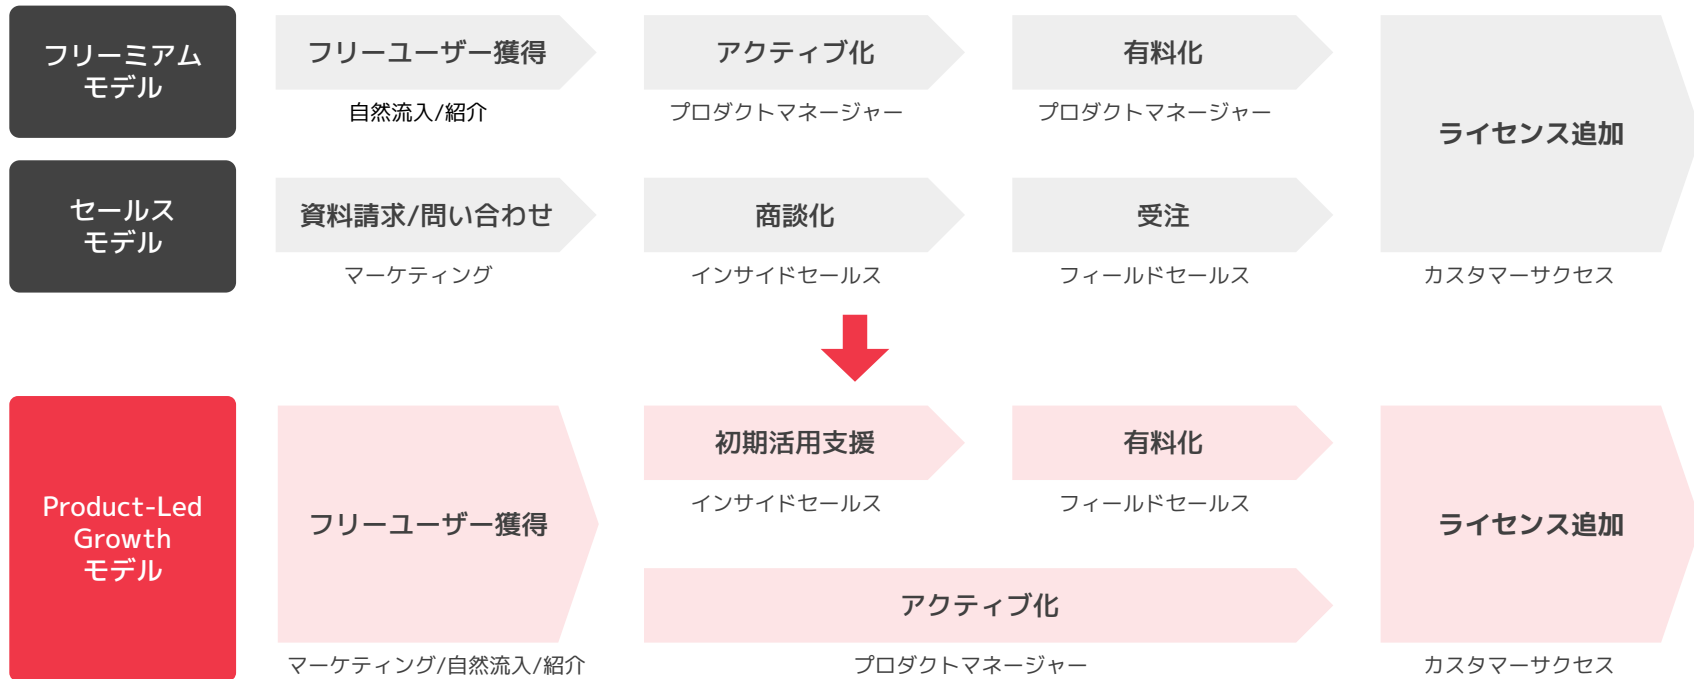 フリーミアム
モデル
フリーユーザー獲得
自然流入/紹介
アクティブ化
プロダクトマネージャー
有料化
プロダクトマネージャー
セールス
モデル
資料請求/問い合わせ
マーケティング
商談化
インサイドセールス
受注
フィールドセールス
ライセンス追加
カスタマーサクセス
Product-Led
Growth
モデル
フリーユーザー獲得
マーケティング/自然流入/紹介
初期活用支援
インサイドセールス
有料化
フィールドセールス
アクティブ化
プロダクトマネージャー
ライセンス追加
カスタマーサクセス